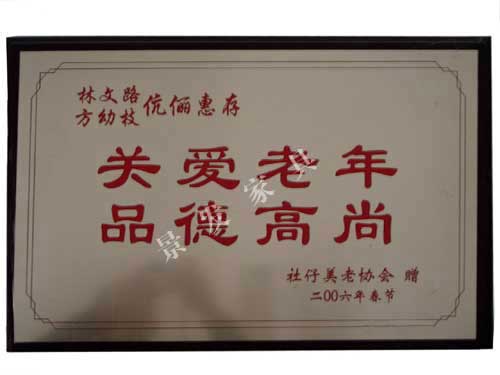 林文路
方幼枝
伉俪惠存
关爱老年
品德高尚
社仔美老协会 赠
二00六年春节